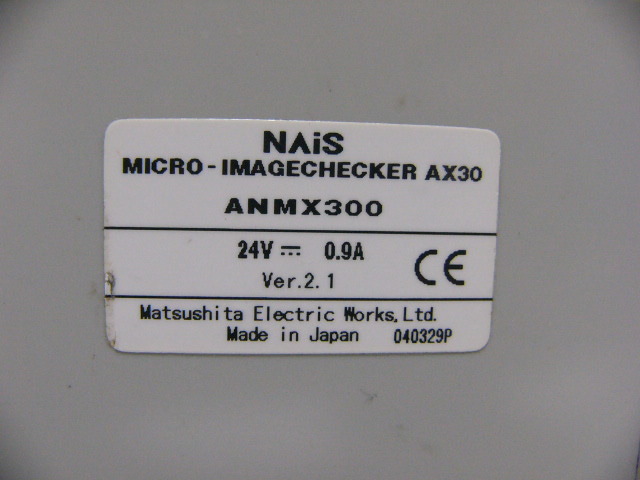 NAiS
MICRO-IMAGECHECKER AX30
ANMX300
24V ⎓ 0.9A
Ver.2.1
CE
Matsushita Electric Works,Ltd.
Made in Japan 040329P